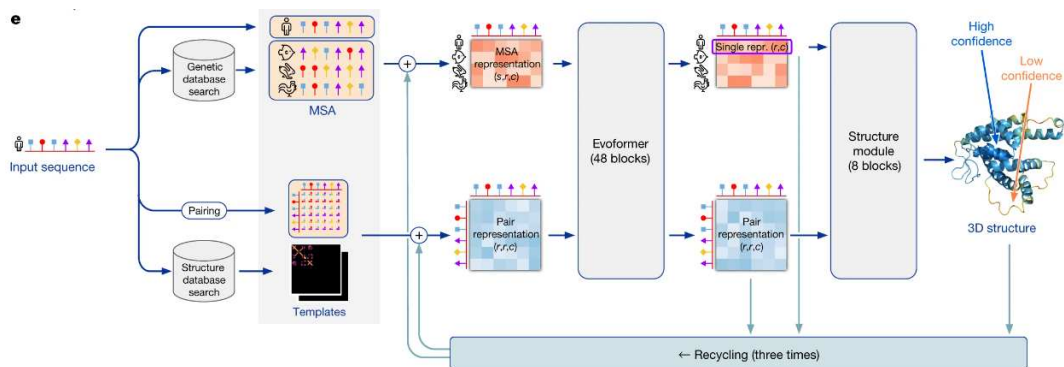 e
Genetic
database
search
MSA
Input sequence
Pairing
Structure
database
search
Templates
+
+
MSA
representation
(s,r,c)
Pair
representation
(r,r,c)
Evoformer
(48 blocks)
Single repr. (r,c)
Pair
representation
(r,r,c)
Structure
module
(8 blocks)
High
confidence
Low
confidence
3D structure
← Recycling (three times)